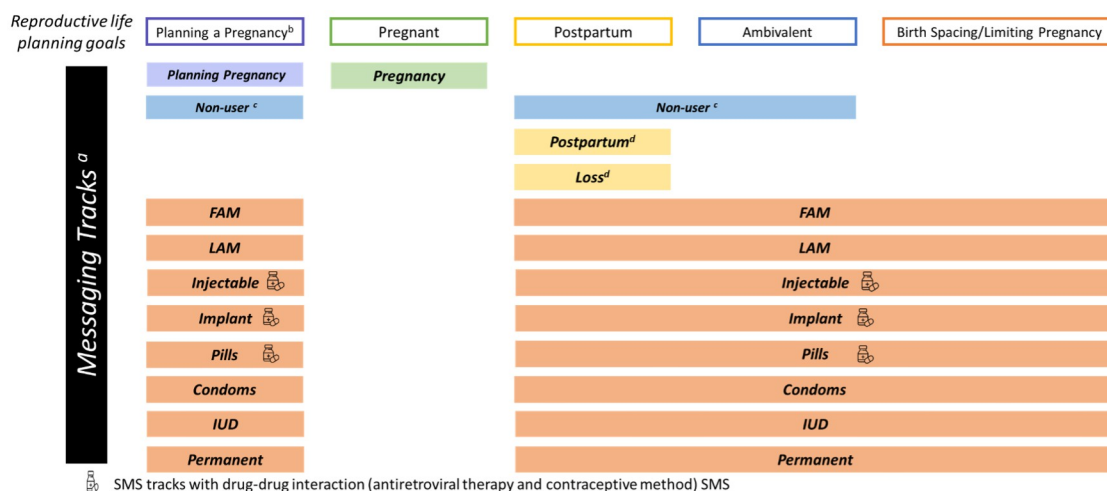 Reproductive life
planning goals
Planning a Pregnancyᵇ Pregnant Postpartum Ambivalent Birth Spacing/Limiting Pregnancy
Messaging Tracks ᵃ
Planning Pregnancy Pregnancy
Non-user ᶜ Non-user ᶜ
Postpartumᵈ
Lossᵈ
FAM FAM
LAM LAM
Injectable Injectable
Implant Implant
Pills Pills
Condoms Condoms
IUD IUD
Permanent Permanent
SMS tracks with drug-drug interaction (antiretroviral therapy and contraceptive method) SMS